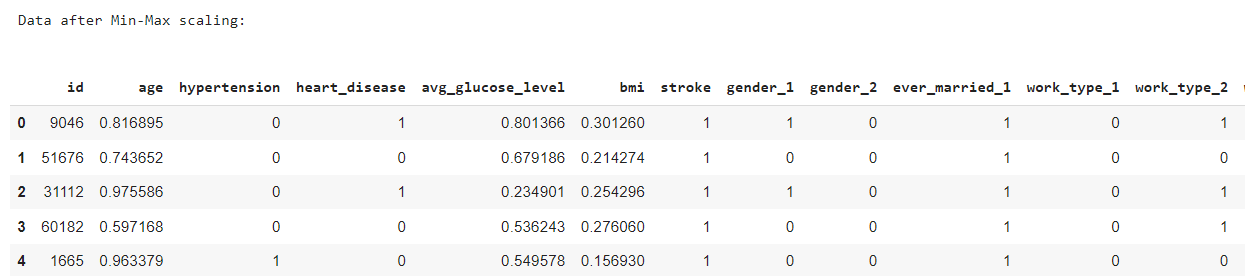 Data after Min-Max scaling:
id age hypertension heart_disease avg_glucose_level bmi stroke gender_1 gender_2 ever_married_1 work_type_1 work_type_2
0 9046 0.816895 0 1 0.801366 0.301260 1 1 0 1 0 1
1 51676 0.743652 0 0 0.679186 0.214274 1 0 0 1 0 0
2 31112 0.975586 0 1 0.234901 0.254296 1 1 0 1 0 1
3 60182 0.597168 0 0 0.536243 0.276060 1 0 0 1 0 1
4 1665 0.963379 1 0 0.549578 0.156930 1 0 0 1 0 0